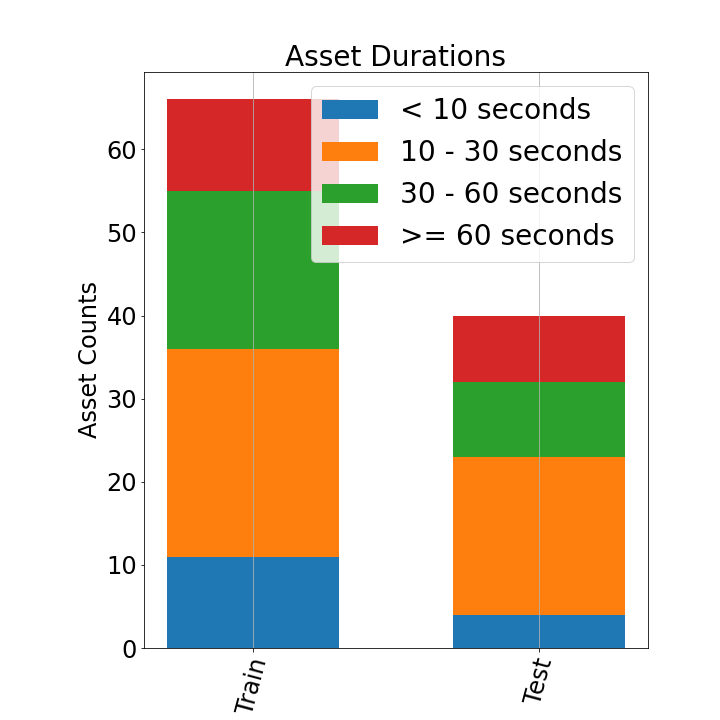 Asset Durations
< 10 seconds
10 - 30 seconds
30 - 60 seconds
>= 60 seconds
Asset Counts
60
50
40
30
20
10
0
Train
Test